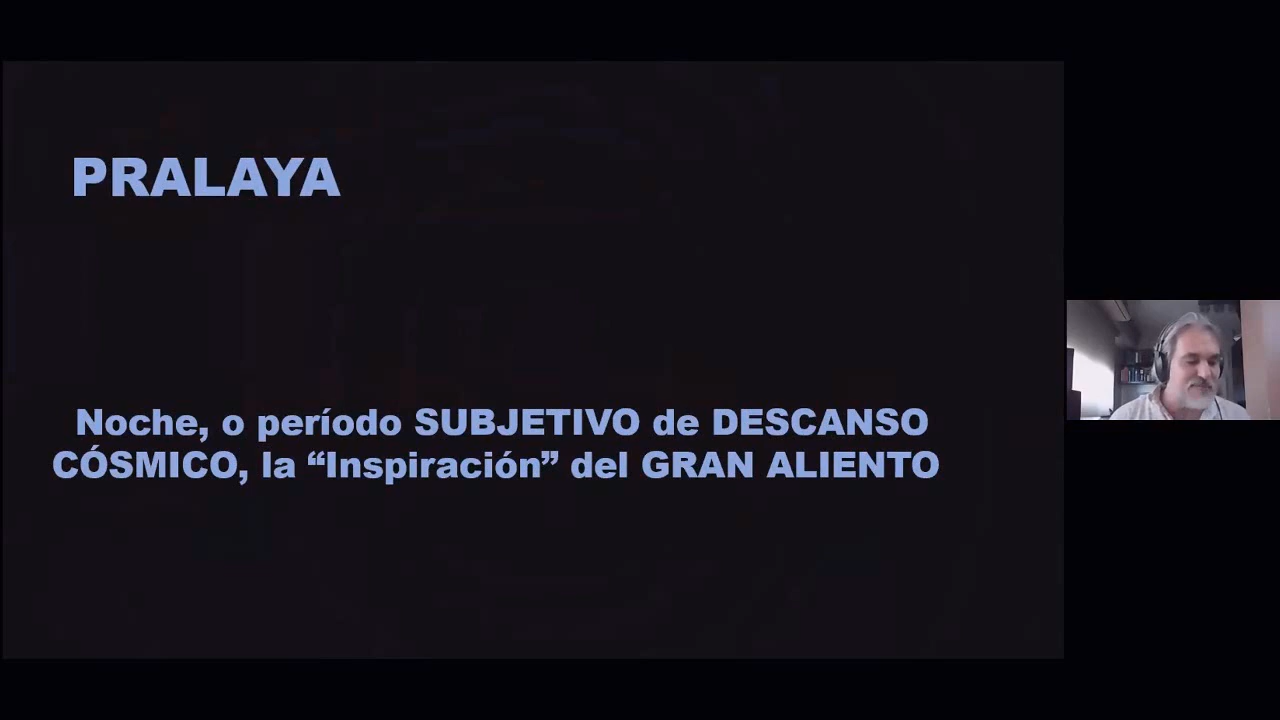 PRALAYA
Noche, o período SUBJETIVO de DESCANSO
CÓSMICO, la “Inspiración” del GRAN ALIENTO